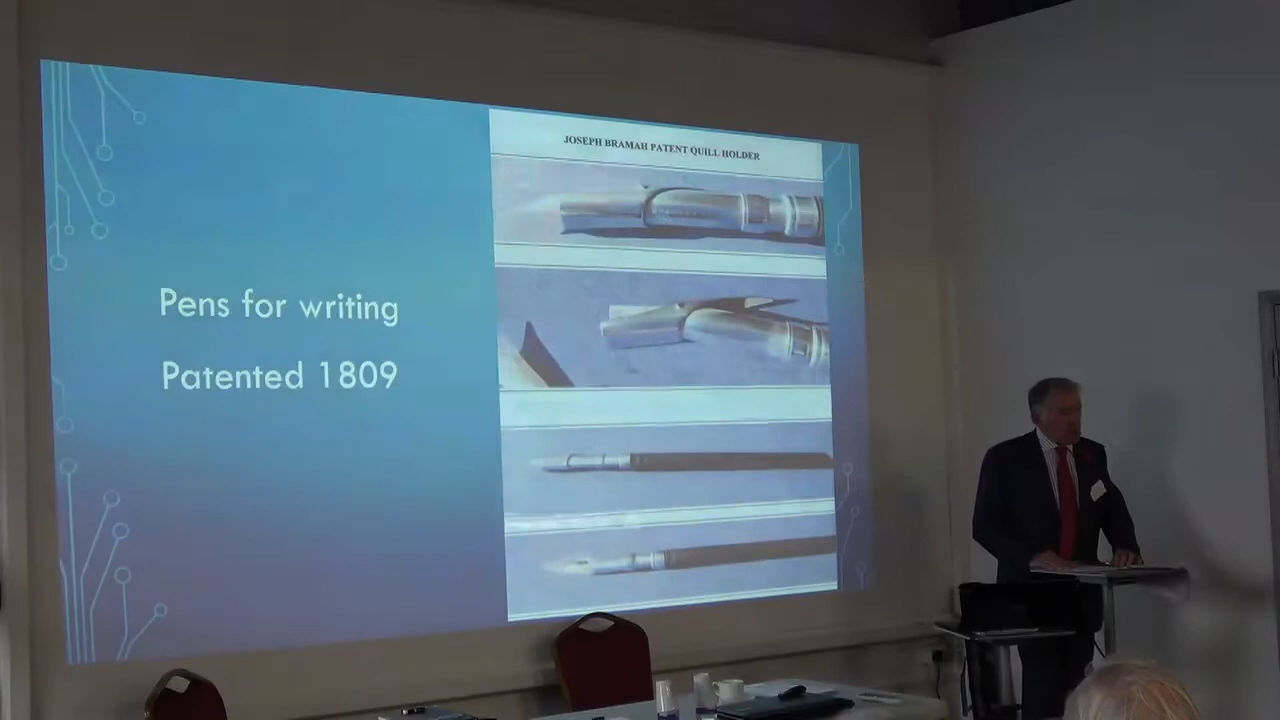 JOSEPH BRAMAH PATENT QUILL HOLDER
Pens for writing
Patented 1809